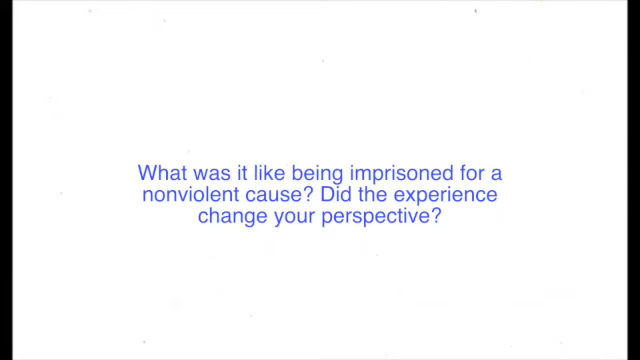 What was it like being imprisoned for a
nonviolent cause? Did the experience
change your perspective?